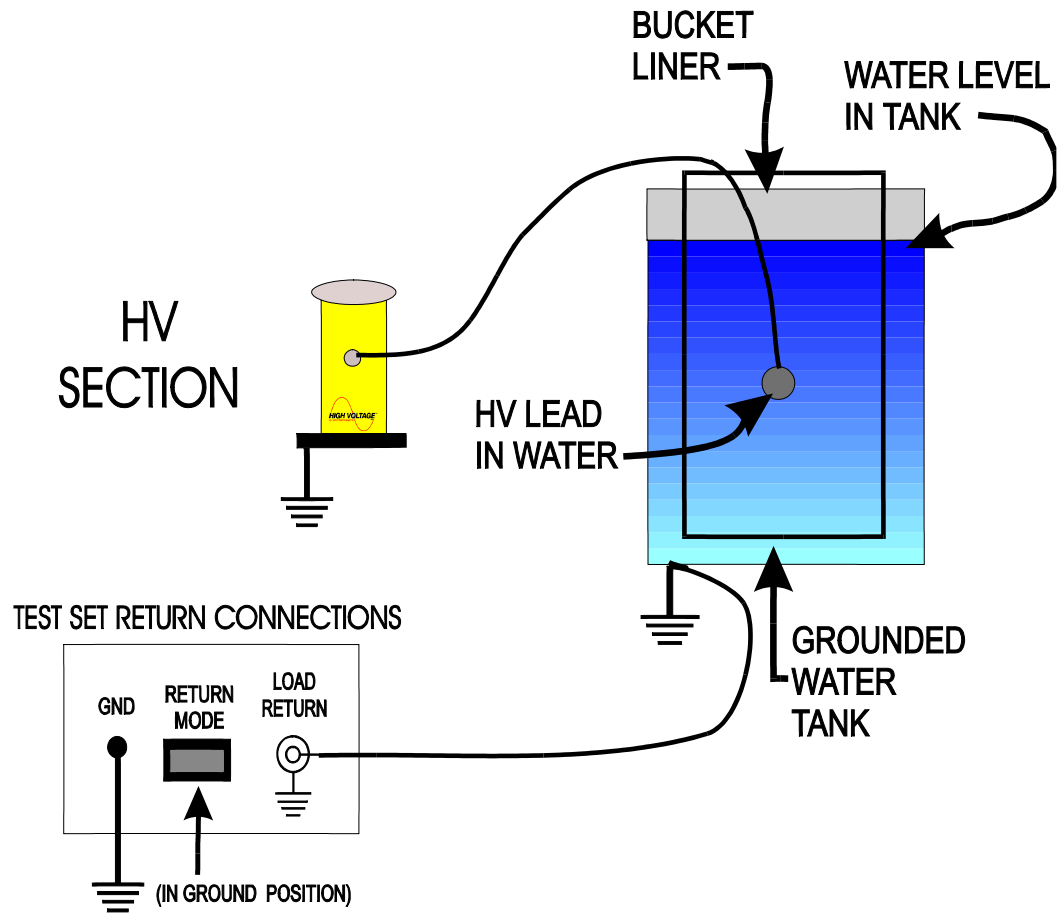 BUCKET
LINER
WATER LEVEL
IN TANK
HV
SECTION
HIGH VOLTAGE
HV LEAD
IN WATER
TEST SET RETURN CONNECTIONS
GROUNDED
WATER
TANK
GND
RETURN
MODE
LOAD
RETURN
(IN GROUND POSITION)